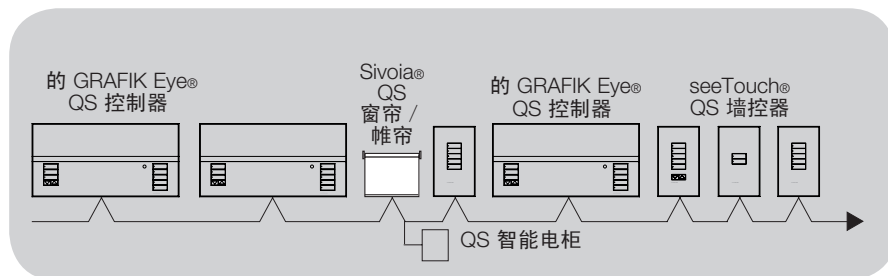 的 GRAFIK Eye®
QS 控制器
Sivoia®
QS
窗帘 /
帷帘
的 GRAFIK Eye®
QS 控制器
seeTouch®
QS 墙控器
QS 智能电柜